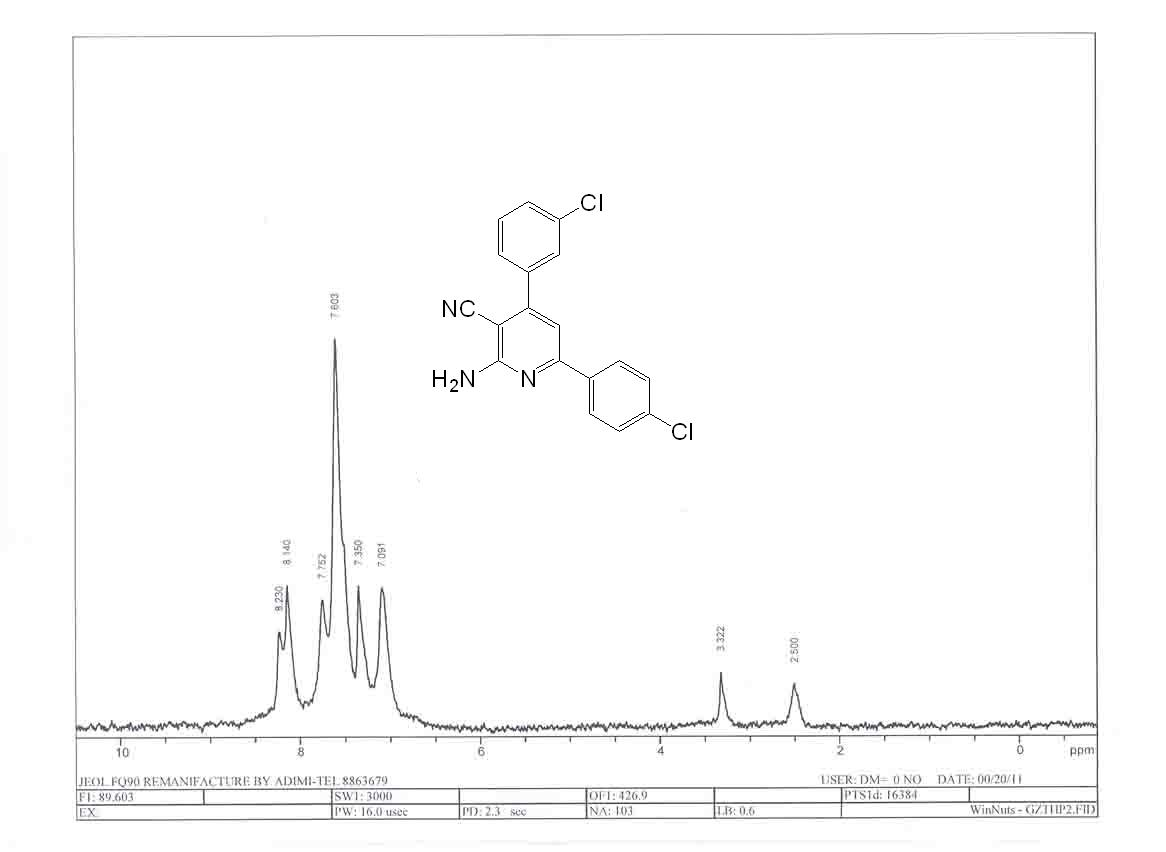 Cl
NC
H2N
N
Cl
7.603
8.230
8.140
7.752
7.350
7.091
3.322
2.500
10
8
6
4
2
0
ppm
JEOL FQ90 REMANIFACTURE BY ADIMI-TEL 8863679
USER: DM= 0 NO DATE: 00/20/11
F1: 89.603
SW1: 3000
OF1: 426.9
PTS1d: 16384
EX:
PW: 16.0 usec
PD: 2.3 sec
NA: 103
LB: 0.6
WinNuts - GZTHP2.FID